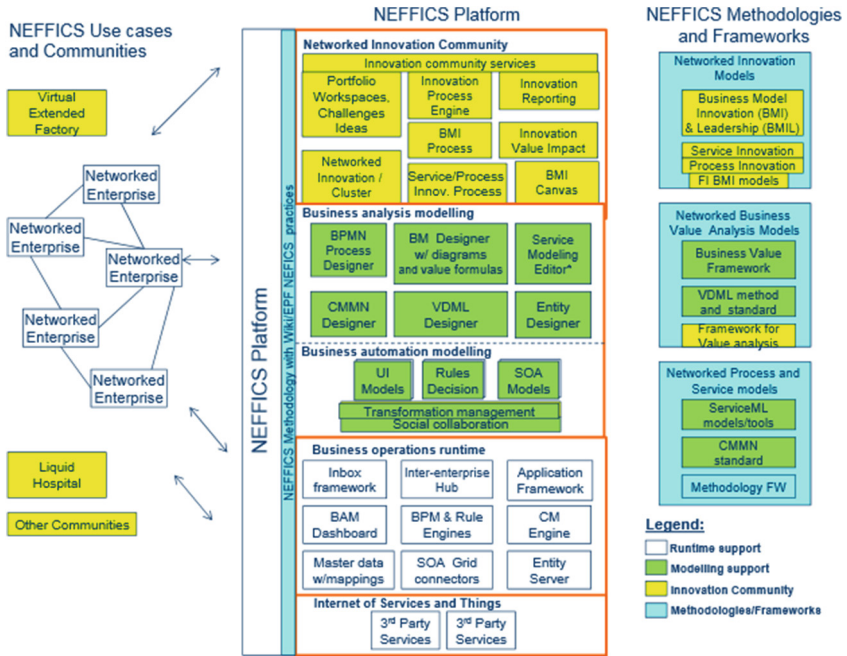 NEFFICS Use cases
and Communities
Virtual
Extended
Factory
Networked
Enterprise
Networked
Enterprise
Networked
Enterprise
Networked
Enterprise
Networked
Enterprise
Liquid
Hospital
Other Communities
NEFFICS Platform
NEFFICS Platform
NEFFICS Methodology with Wiki/EPF NEFICS practices
Networked Innovation Community
Innovation community services
Portfolio
Workspaces,
Challenges
Ideas
Innovation
Process
Engine
Innovation
Reporting
BMI
Process
Innovation
Value Impact
Networked
Innovation /
Cluster
Service/Process
Innov. Process
BMI
Canvas
Business analysis modelling
BPMN
Process
Designer
BM Designer
w/ diagrams
and value formulas
Service
Modeling
Editor^
CMMN
Designer
VDML
Designer
Entity
Designer
Business automation modelling
UI
Models
Rules
Decision
SOA
Models
Transformation management
Social collaboration
Business operations runtime
Inbox
framework
Inter-enterprise
Hub
Application
Framework
BAM
Dashboard
BPM & Rule
Engines
CM
Engine
Master data
w/mappings
SOA Grid
connectors
Entity
Server
Internet of Services and Things
3rd Party
Services
3rd Party
Services
NEFFICS Methodologies
and Frameworks
Networked Innovation
Models
Business Model
Innovation (BMI)
& Leadership (BMIL)
Service Innovation
Process Innovation
FI BMI models
Networked Business
Value Analysis Models
Business Value
Framework
VDML method
and standard
Framework for
Value analysis
Networked Process and
Service models
ServiceML
models/tools
CMMN
standard
Methodology FW
Legend:
Runtime support
Modelling support
Innovation Community
Methodologies/Frameworks